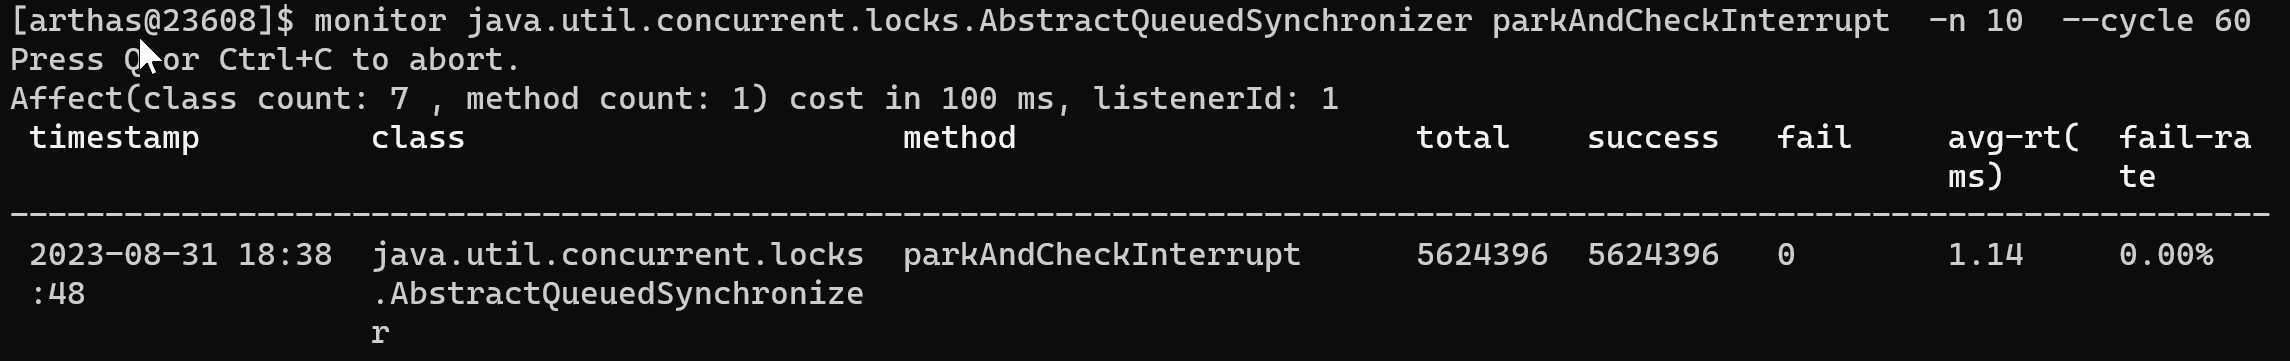 [arthas@23608]$ monitor java.util.concurrent.locks.AbstractQueuedSynchronizer parkAndCheckInterrupt  -n 10  --cycle 60
Press Q or Ctrl+C to abort.
Affect(class count: 7 , method count: 1) cost in 100 ms, listenerId: 1
timestamp class method total success fail avg-rt( fail-ra
ms) te
--------------------------------------------------------------------------------------------------------------------
2023-08-31 18:38 java.util.concurrent.locks parkAndCheckInterrupt 5624396 5624396 0 1.14 0.00%
:48 .AbstractQueuedSynchronize
r